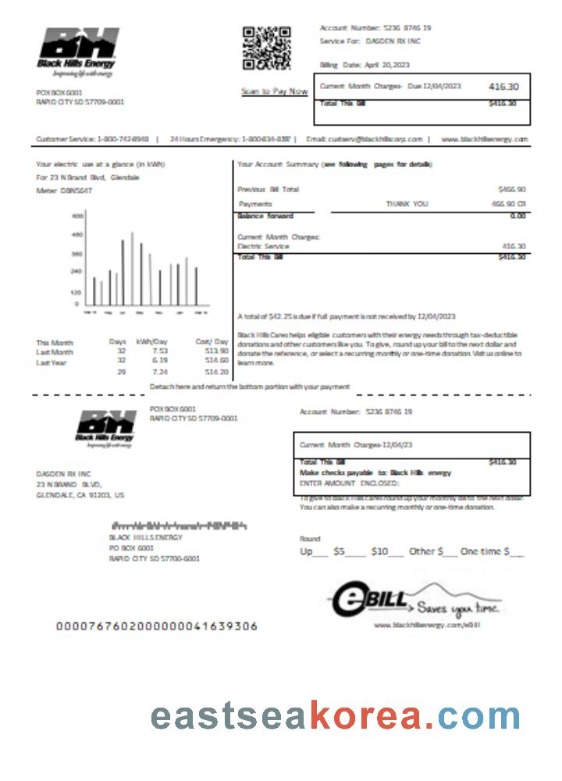 Account Number: 5236 8746 19
Service For: DASDEN RX INC
BH
Black Hills Energy
Improving life with energy
Billing Date: April 20,2023
Scan to Pay Now
Current Month Charges- Due 12/04/2023 416.30
Total This Bill $416.30
POX BOX 6001
RAPID CITY SD 57709-0001
Customer Service: 1-800-742-8948 | 24 Hours Emergency: 1-800-634-8397 | Email: custserv@blackhillscorp.com | www.blackhillsenergy.com
Your electric use at a glance (in kWh)
For 23 N Brand Blvd, Glendale
Meter DBNS647
Your Account Summary (see following pages for details)
Previous Bill Total $466.90
Payments THANK YOU 466.90 CR
Balance forward 0.00
Current Month Charges:
Electric Service 416.30
Total This Bill $416.30
600
480
360
240
120
0
A total of $42.25 is due if full payment is not received by 12/04/2023
Black Hills Cares helps eligible customers with their energy needs through tax-deductible
donations and other customers like you. To give, round up your bill to the next dollar and
donate the reference, or select a recurring monthly or one-time donation. Visit us online to
learn more.
Days kWh/Day Cost/ Day
This Month 32 7.53 $13.90
Last Month 32 6.19 $14.60
Last Year 29 7.24 $14.20
Detach here and return the bottom portion with your payment
BH
Black Hills Energy
Improving life with energy
POX BOX 6001
RAPID CITY SD 57709-0001
Account Number: 5236 8746 19
Current Month Charges-12/04/23
Total This Bill $416.30
Make checks payable to: Black Hills energy
ENTER AMOUNT ENCLOSED:
To give to Black Hills cares round up your monthly bill to the next dollar.
You can also make a recurring monthly or one-time donation.
DASDEN RX INC
23 N BRAND BLVD,
GLENDALE, CA 91203, US
BLACK HILLS ENERGY
PO BOX 6001
RAPID CITY SD 57700-6001
Round
Up___ $5___ $10___ Other $__ One time $__
eBILL Saves you time.
www.blackhillsenergy.com/eBill
0000767602000000041639306
eastseakorea.com